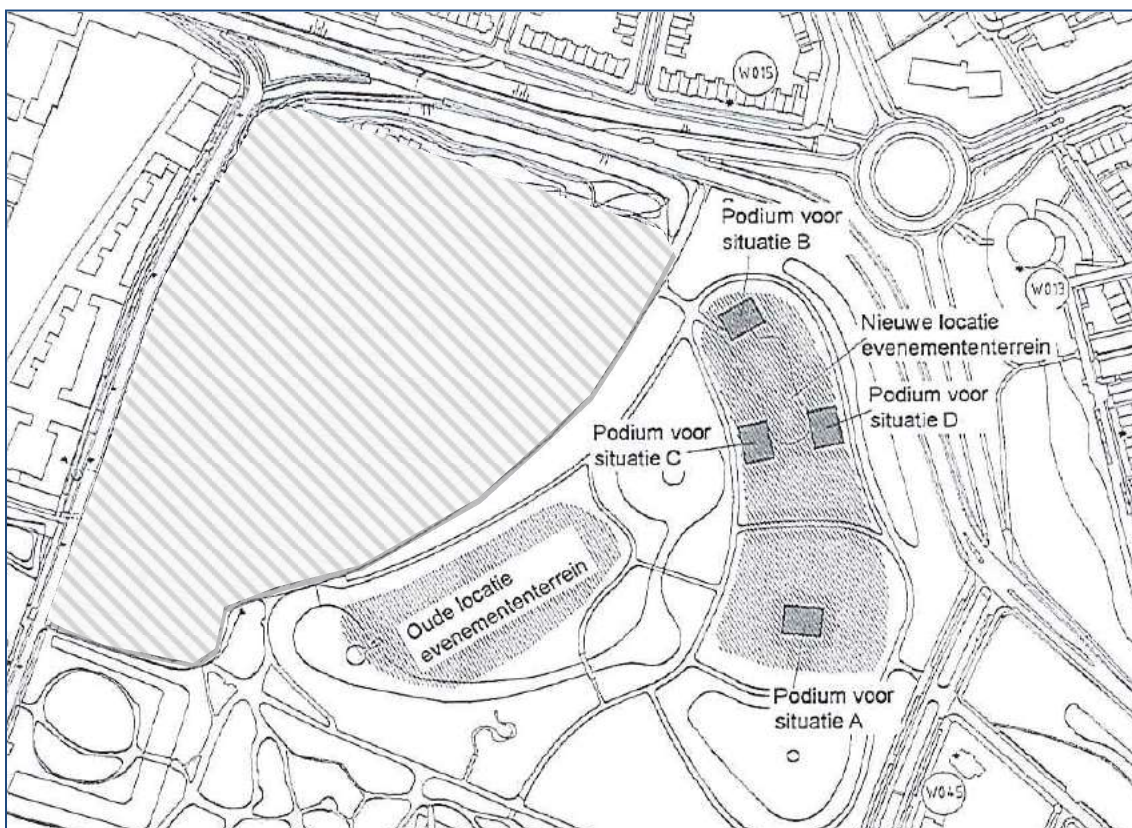 W015
Podium voor
situatie B
W013
Nieuwe locatie
evenemententerrein
Podium voor
situatie D
Podium voor
situatie C
Oude locatie
evenemententerrein
Podium voor
situatie A
W045